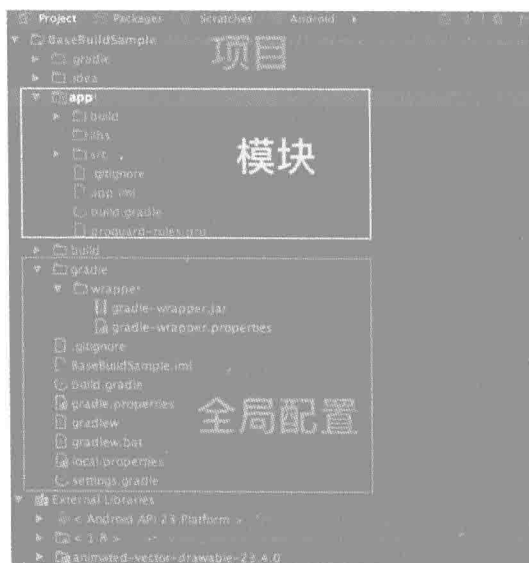 Project Packages Scratches Android
BaseBuildSample
项目
.gradle
.idea
app
build
libs
src
模块
.gitignore
app.iml
build.gradle
proguard-rules.pro
build
gradle
wrapper
gradle-wrapper.jar
gradle-wrapper.properties
.gitignore
BaseBuildSample.iml
build.gradle
gradle.properties
全局配置
gradlew
gradlew.bat
local.properties
settings.gradle
External Libraries
< Android API 23 Platform >
< 1.8 >
animated-vector-drawable-23.4.0